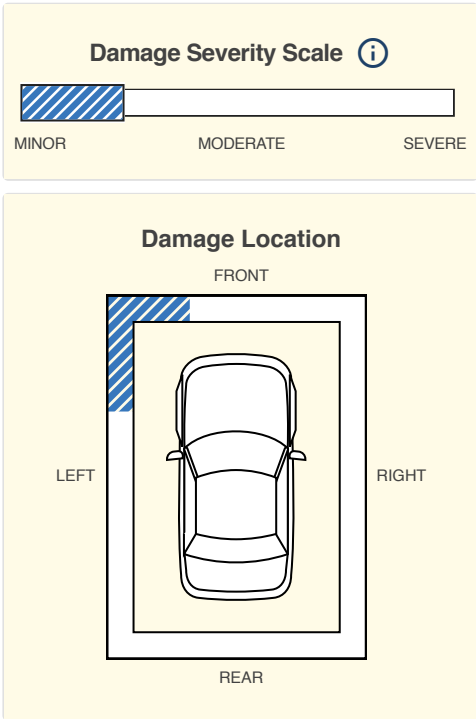 Damage Severity Scale i
MINOR MODERATE SEVERE
Damage Location
FRONT
LEFT RIGHT
REAR